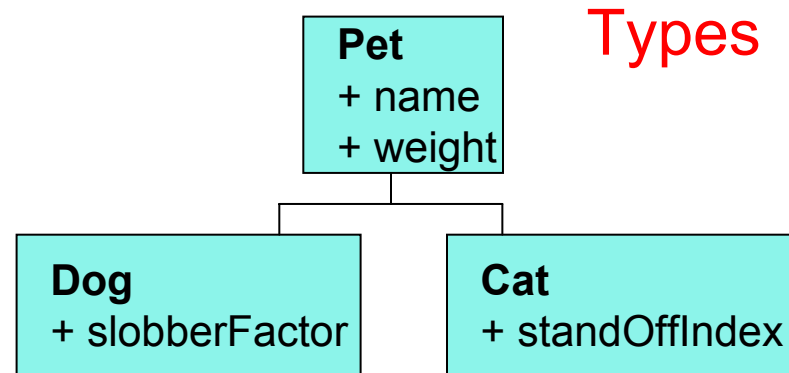 Types
Pet
+ name
+ weight
Dog
+ slobberFactor
Cat
+ standOffIndex